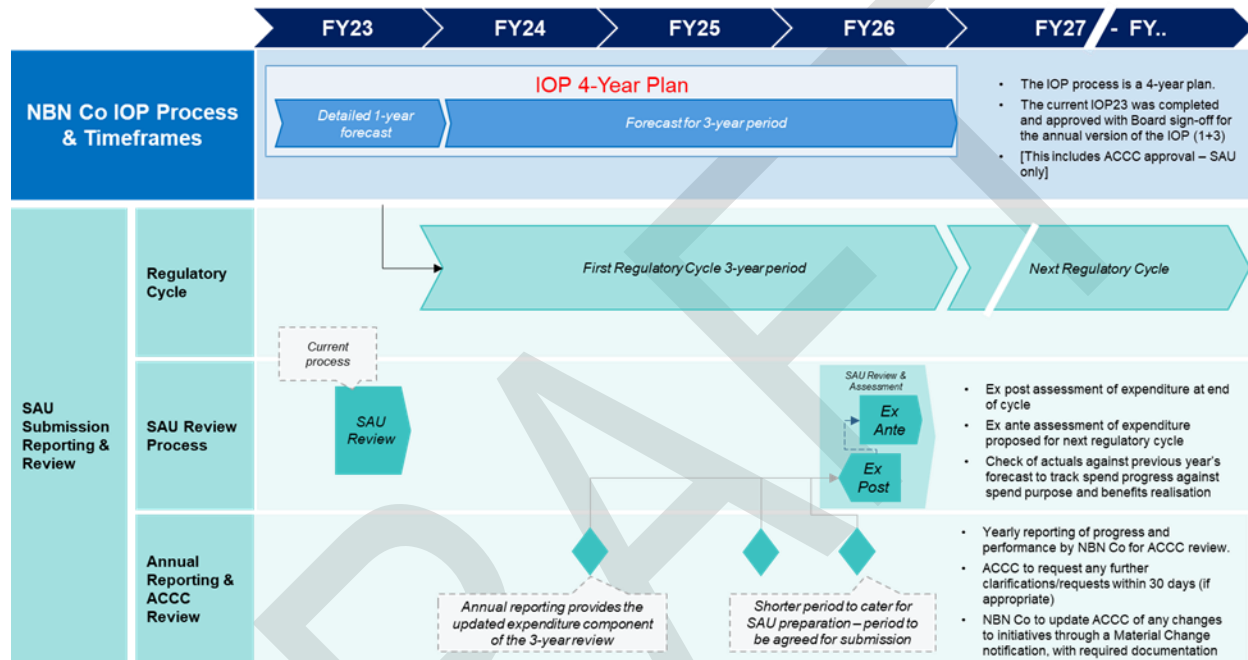 FY23
FY24
FY25
FY26
FY27
- FY..
NBN Co IOP Process
& Timeframes
IOP 4-Year Plan
Detailed 1-year
forecast
Forecast for 3-year period
• The IOP process is a 4-year plan.
• The current IOP23 was completed
and approved with Board sign-off for
the annual version of the IOP (1+3)
• [This includes ACCC approval – SAU
only]
SAU
Submission
Reporting &
Review
Regulatory
Cycle
First Regulatory Cycle 3-year period
Next Regulatory Cycle
SAU Review
Process
Current
process
SAU
Review
SAU Review &
Assessment
Ex
Ante
Ex
Post
• Ex post assessment of expenditure at end
of cycle
• Ex ante assessment of expenditure
proposed for next regulatory cycle
• Check of actuals against previous year's
forecast to track spend progress against
spend purpose and benefits realisation
Annual
Reporting &
ACCC
Review
Annual reporting provides the
updated expenditure component
of the 3-year review
Shorter period to cater for
SAU preparation – period to
be agreed for submission
• Yearly reporting of progress and
performance by NBN Co for ACCC review.
• ACCC to request any further
clarifications/requests within 30 days (if
appropriate)
• NBN Co to update ACCC of any changes
to initiatives through a Material Change
notification, with required documentation
DRAFT